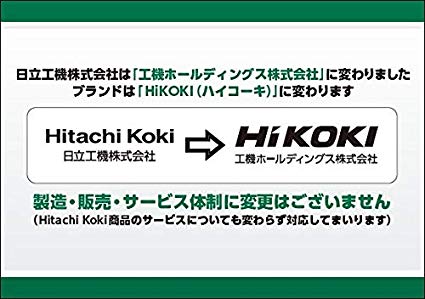 日立工機株式会社は「工機ホールディングス株式会社」に変わりました
ブランドは「HiKOKI（ハイコーキ）」に変わります
Hitachi Koki
日立工機株式会社
HiKOKI
工機ホールディングス株式会社
製造・販売・サービス体制に変更はございません
（Hitachi Koki商品のサービスについても変わらず対応してまいります）